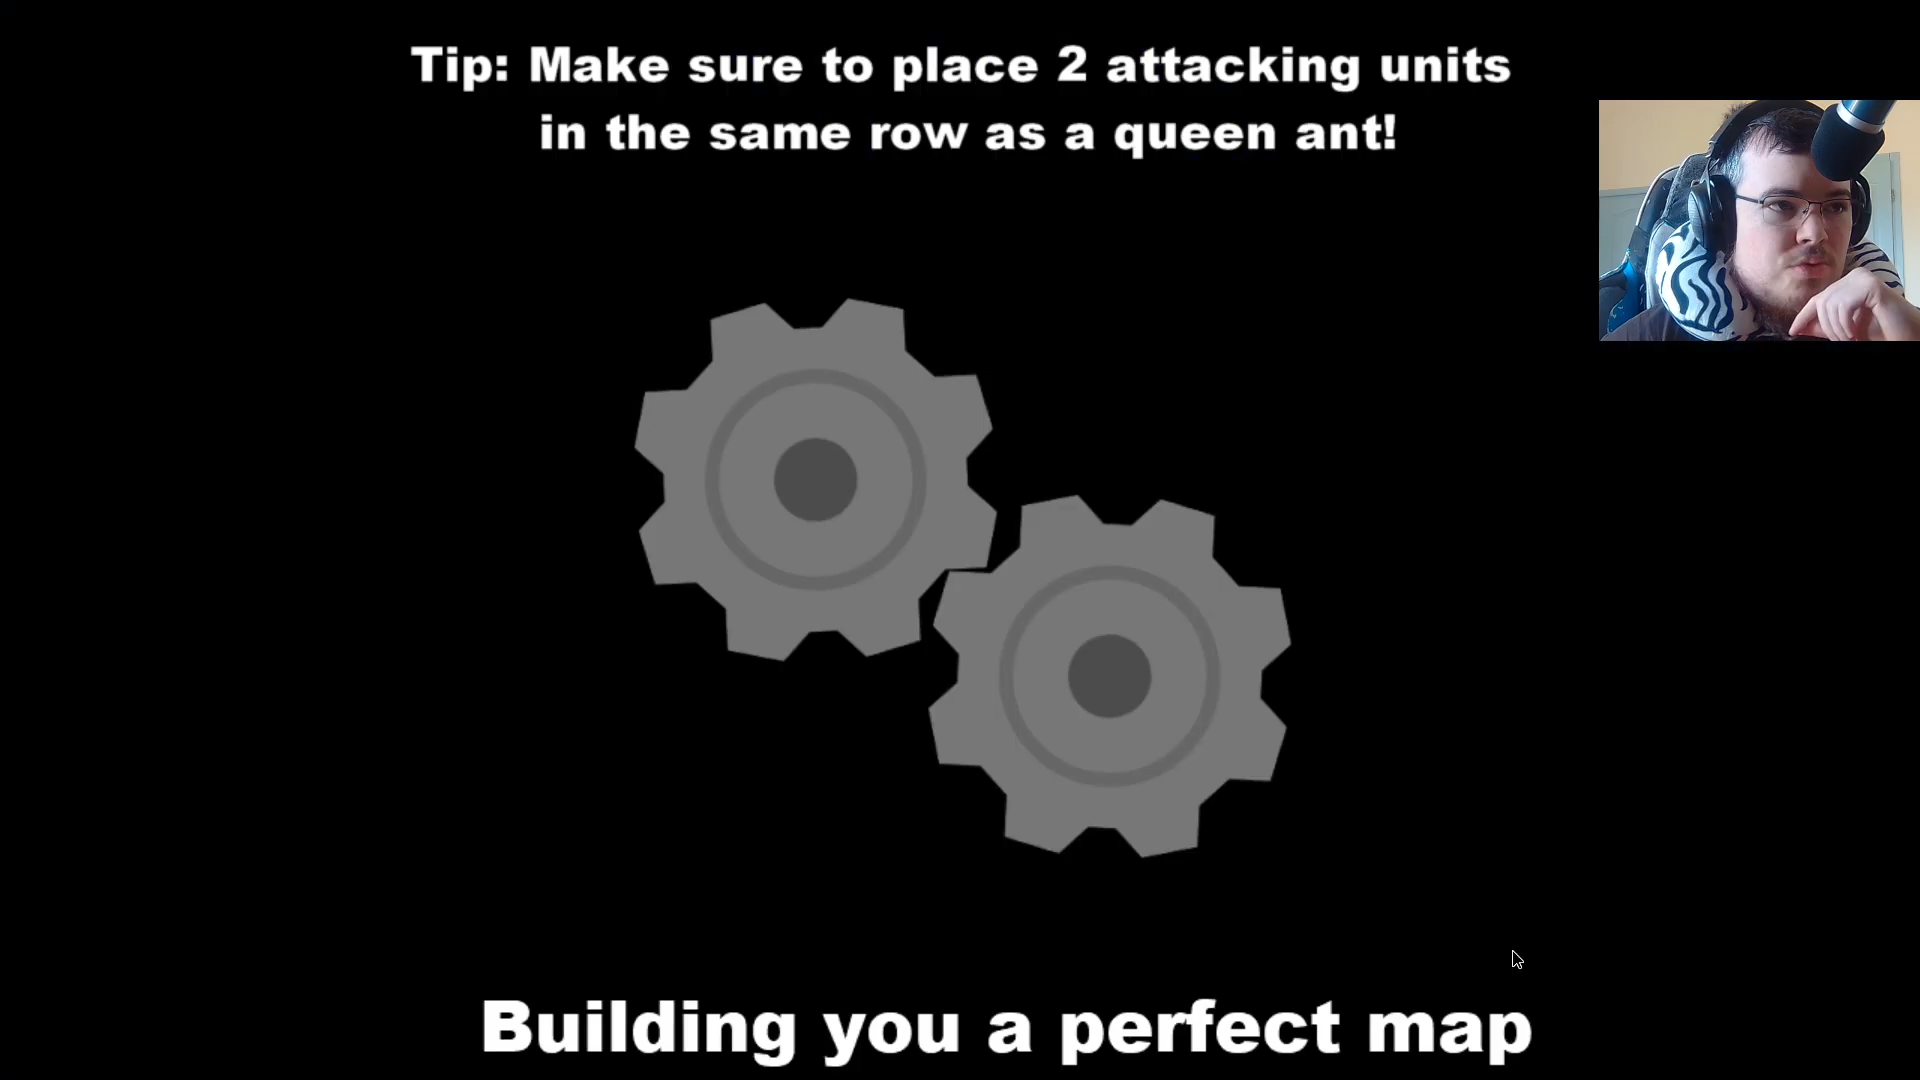 Tip: Make sure to place 2 attacking units
in the same row as a queen ant!
Building you a perfect map